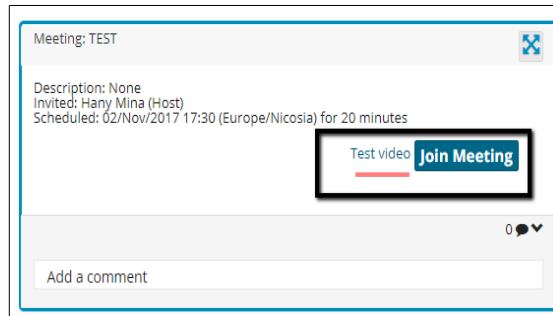 Meeting: TEST
Description: None
Invited: Hany Mina (Host)
Scheduled: 02/Nov/2017 17:30 (Europe/Nicosia) for 20 minutes
Test video Join Meeting
0
Add a comment